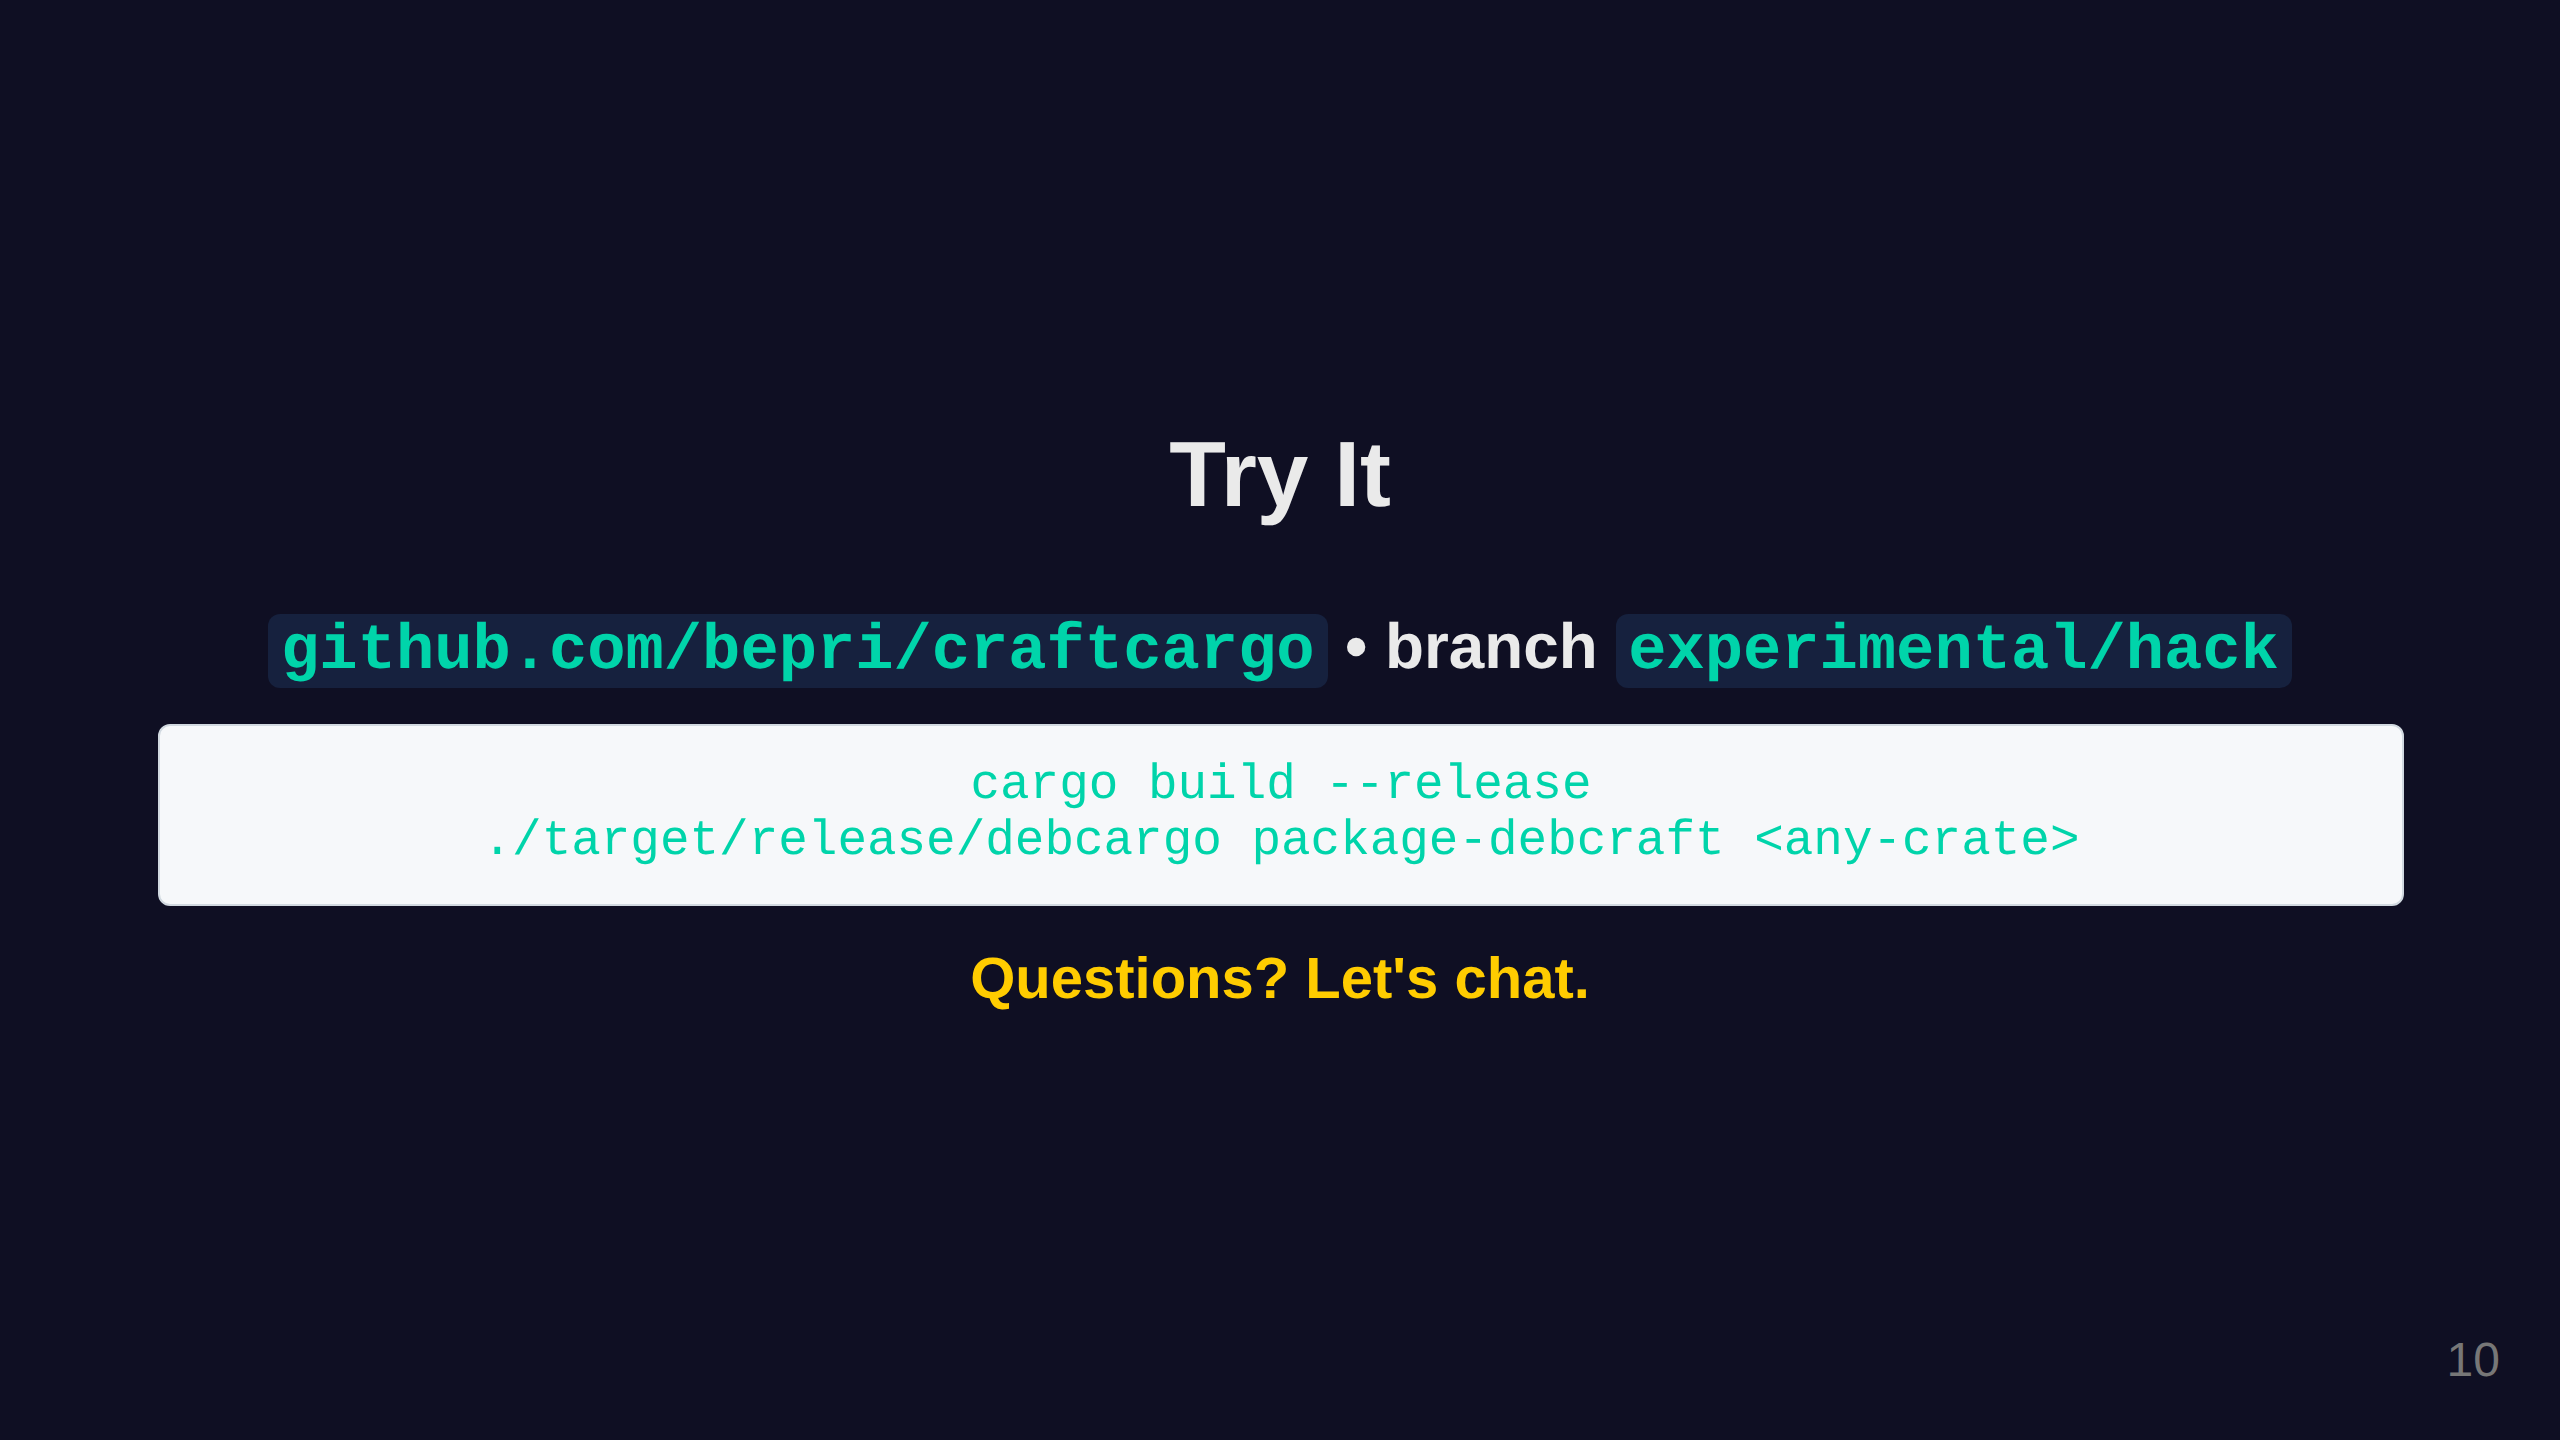 Try It
github.com/bepri/craftcargo • branch experimental/hack
cargo build --release
./target/release/debcargo package-debcraft <any-crate>
Questions? Let's chat.
10